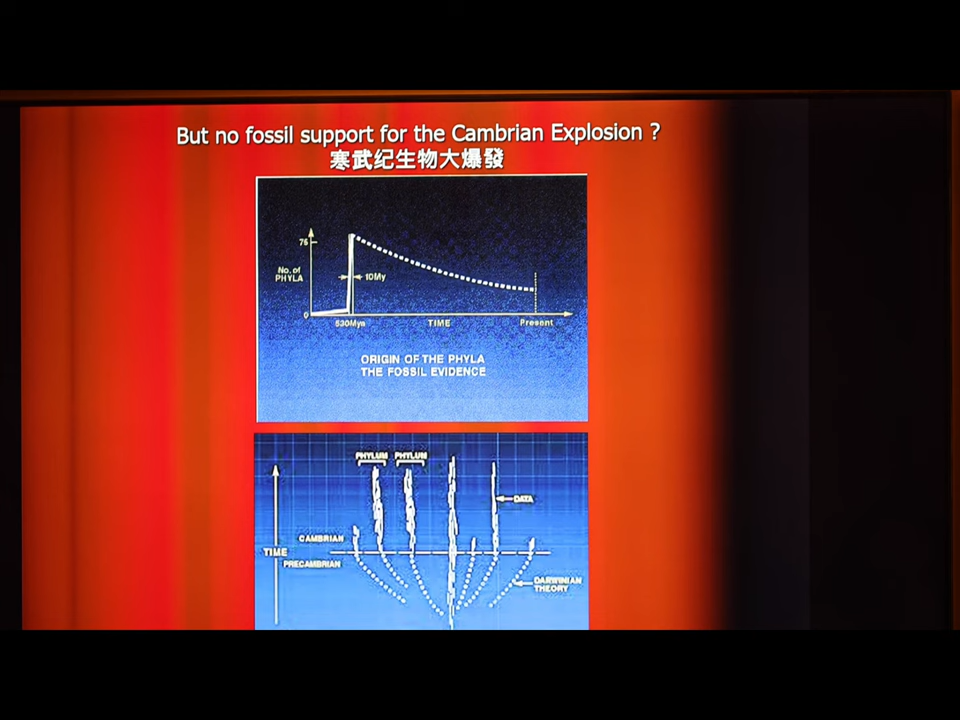 But no fossil support for the Cambrian Explosion ?
寒武纪生物大爆發
75
No. of
PHYLA
10My
0
530Mya
TIME
Present
ORIGIN OF THE PHYLA
THE FOSSIL EVIDENCE
PHYLUM PHYLUM
DATA
CAMBRIAN
TIME
PRECAMBRIAN
DARWINIAN
THEORY